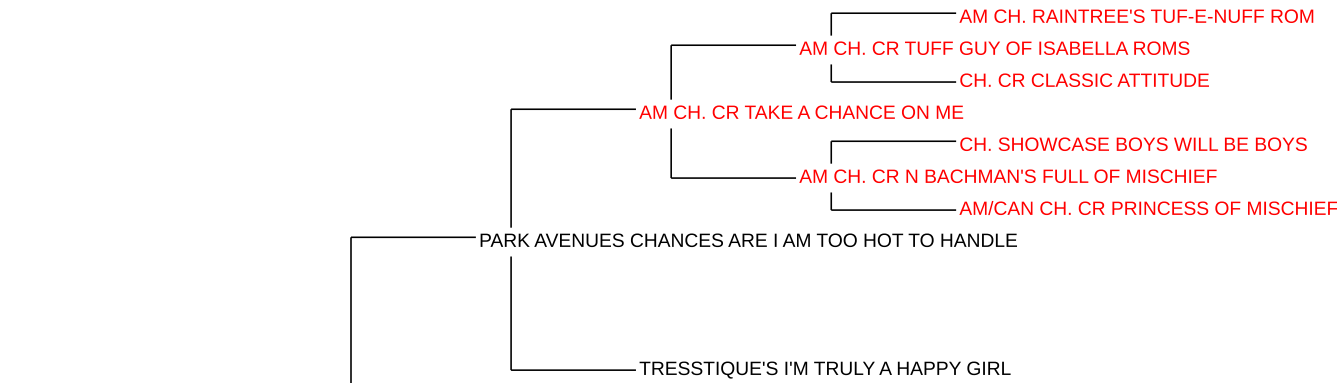 AM CH. RAINTREE'S TUF-E-NUFF ROM
AM CH. CR TUFF GUY OF ISABELLA ROMS
CH. CR CLASSIC ATTITUDE
AM CH. CR TAKE A CHANCE ON ME
CH. SHOWCASE BOYS WILL BE BOYS
AM CH. CR N BACHMAN'S FULL OF MISCHIEF
AM/CAN CH. CR PRINCESS OF MISCHIEF
PARK AVENUES CHANCES ARE I AM TOO HOT TO HANDLE
TRESSTIQUE'S I'M TRULY A HAPPY GIRL